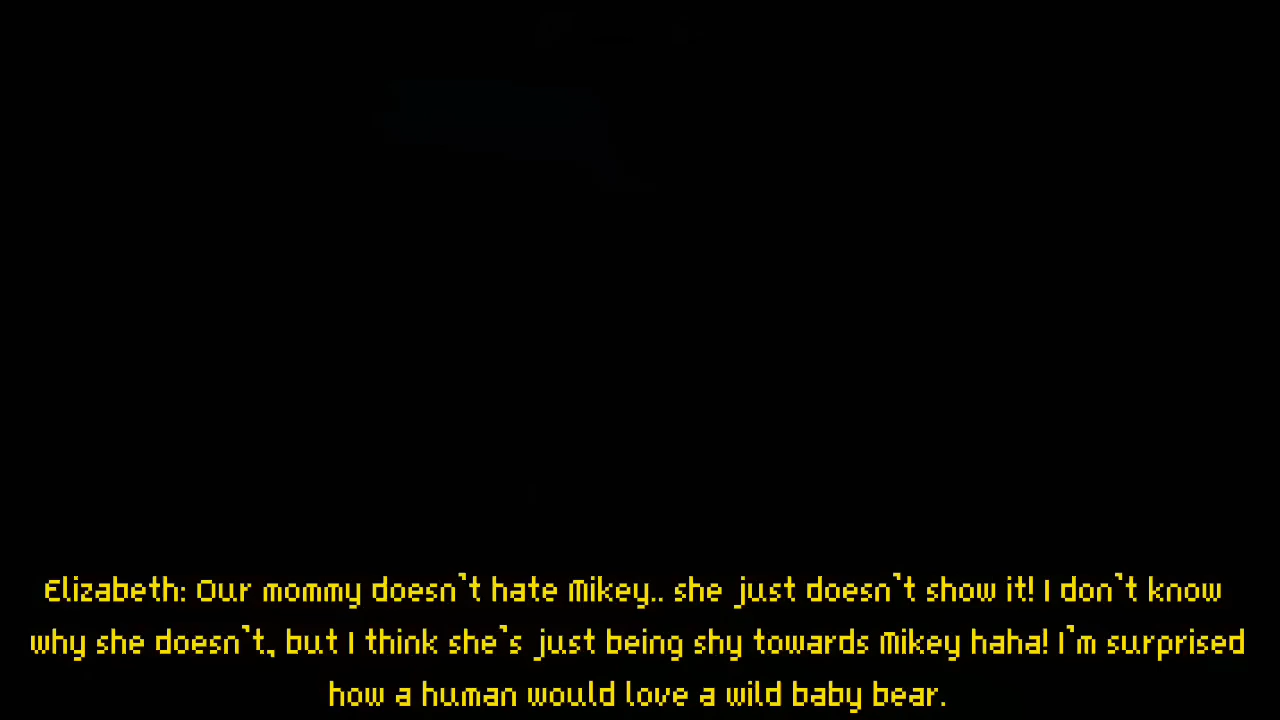 Elizabeth: Our mommy doesn't hate Mikey.. she just doesn't show it! I don't know
why she doesn't, but I think she's just being shy towards Mikey haha! I'm surprised
how a human would love a wild baby bear.